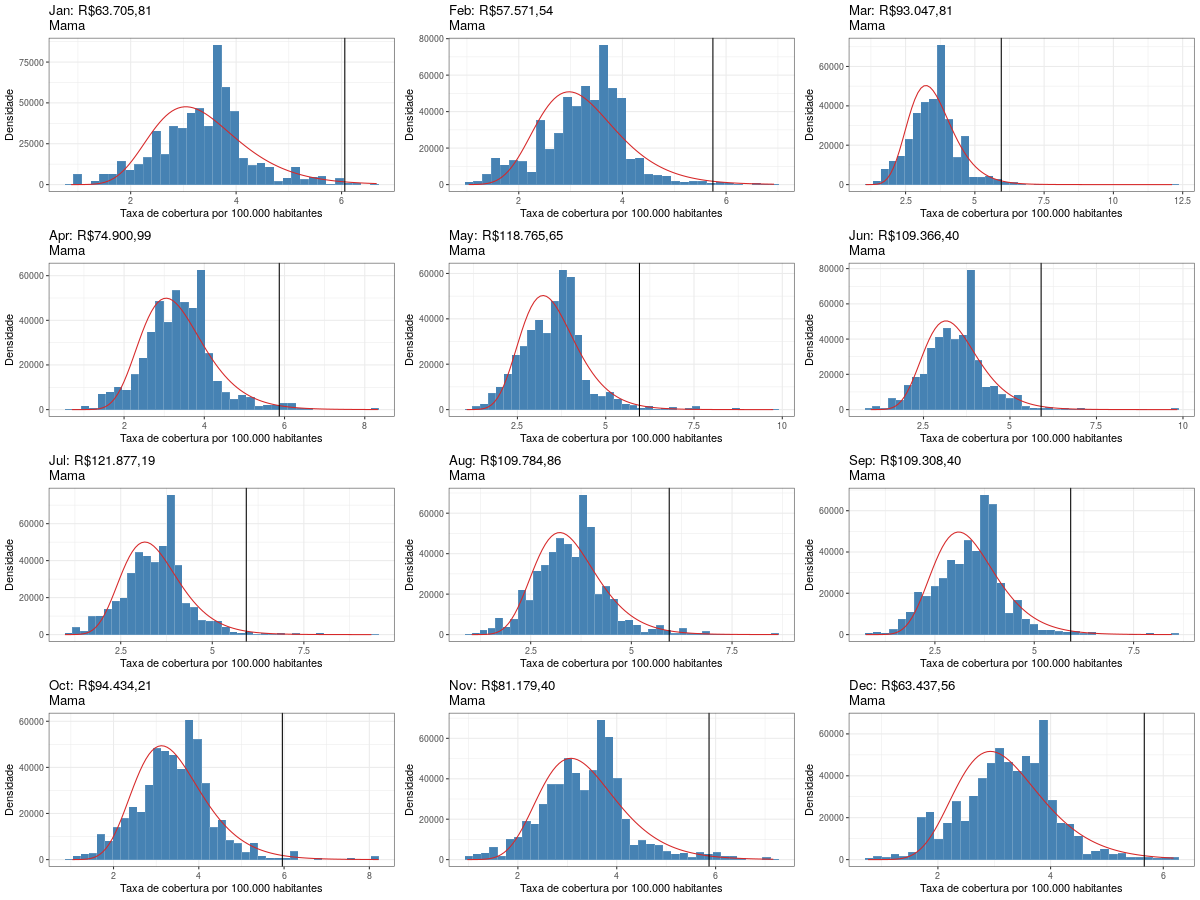 Jan: R$63.705,81
Mama
75000
50000
25000
0
Densidade
2
4
6
Taxa de cobertura por 100.000 habitantes
Feb: R$57.571,54
Mama
80000
60000
40000
20000
0
Densidade
2
4
6
Taxa de cobertura por 100.000 habitantes
Mar: R$93.047,81
Mama
60000
40000
20000
0
Densidade
2.5
5
7.5
10
12.5
Taxa de cobertura por 100.000 habitantes
Apr: R$74.900,99
Mama
60000
40000
20000
0
Densidade
2
4
6
8
Taxa de cobertura por 100.000 habitantes
May: R$118.765,65
Mama
60000
40000
20000
0
Densidade
2.5
5
7.5
10
Taxa de cobertura por 100.000 habitantes
Jun: R$109.366,40
Mama
80000
60000
40000
20000
0
Densidade
2.5
5
7.5
10
Taxa de cobertura por 100.000 habitantes
Jul: R$121.877,19
Mama
60000
40000
20000
0
Densidade
2.5
5
7.5
Taxa de cobertura por 100.000 habitantes
Aug: R$109.784,86
Mama
60000
40000
20000
0
Densidade
2.5
5
7.5
Taxa de cobertura por 100.000 habitantes
Sep: R$109.308,40
Mama
60000
40000
20000
0
Densidade
2.5
5
7.5
Taxa de cobertura por 100.000 habitantes
Oct: R$94.434,21
Mama
60000
40000
20000
0
Densidade
2
4
6
8
Taxa de cobertura por 100.000 habitantes
Nov: R$81.179,40
Mama
60000
40000
20000
0
Densidade
2
4
6
Taxa de cobertura por 100.000 habitantes
Dec: R$63.437,56
Mama
60000
40000
20000
0
Densidade
2
4
6
Taxa de cobertura por 100.000 habitantes